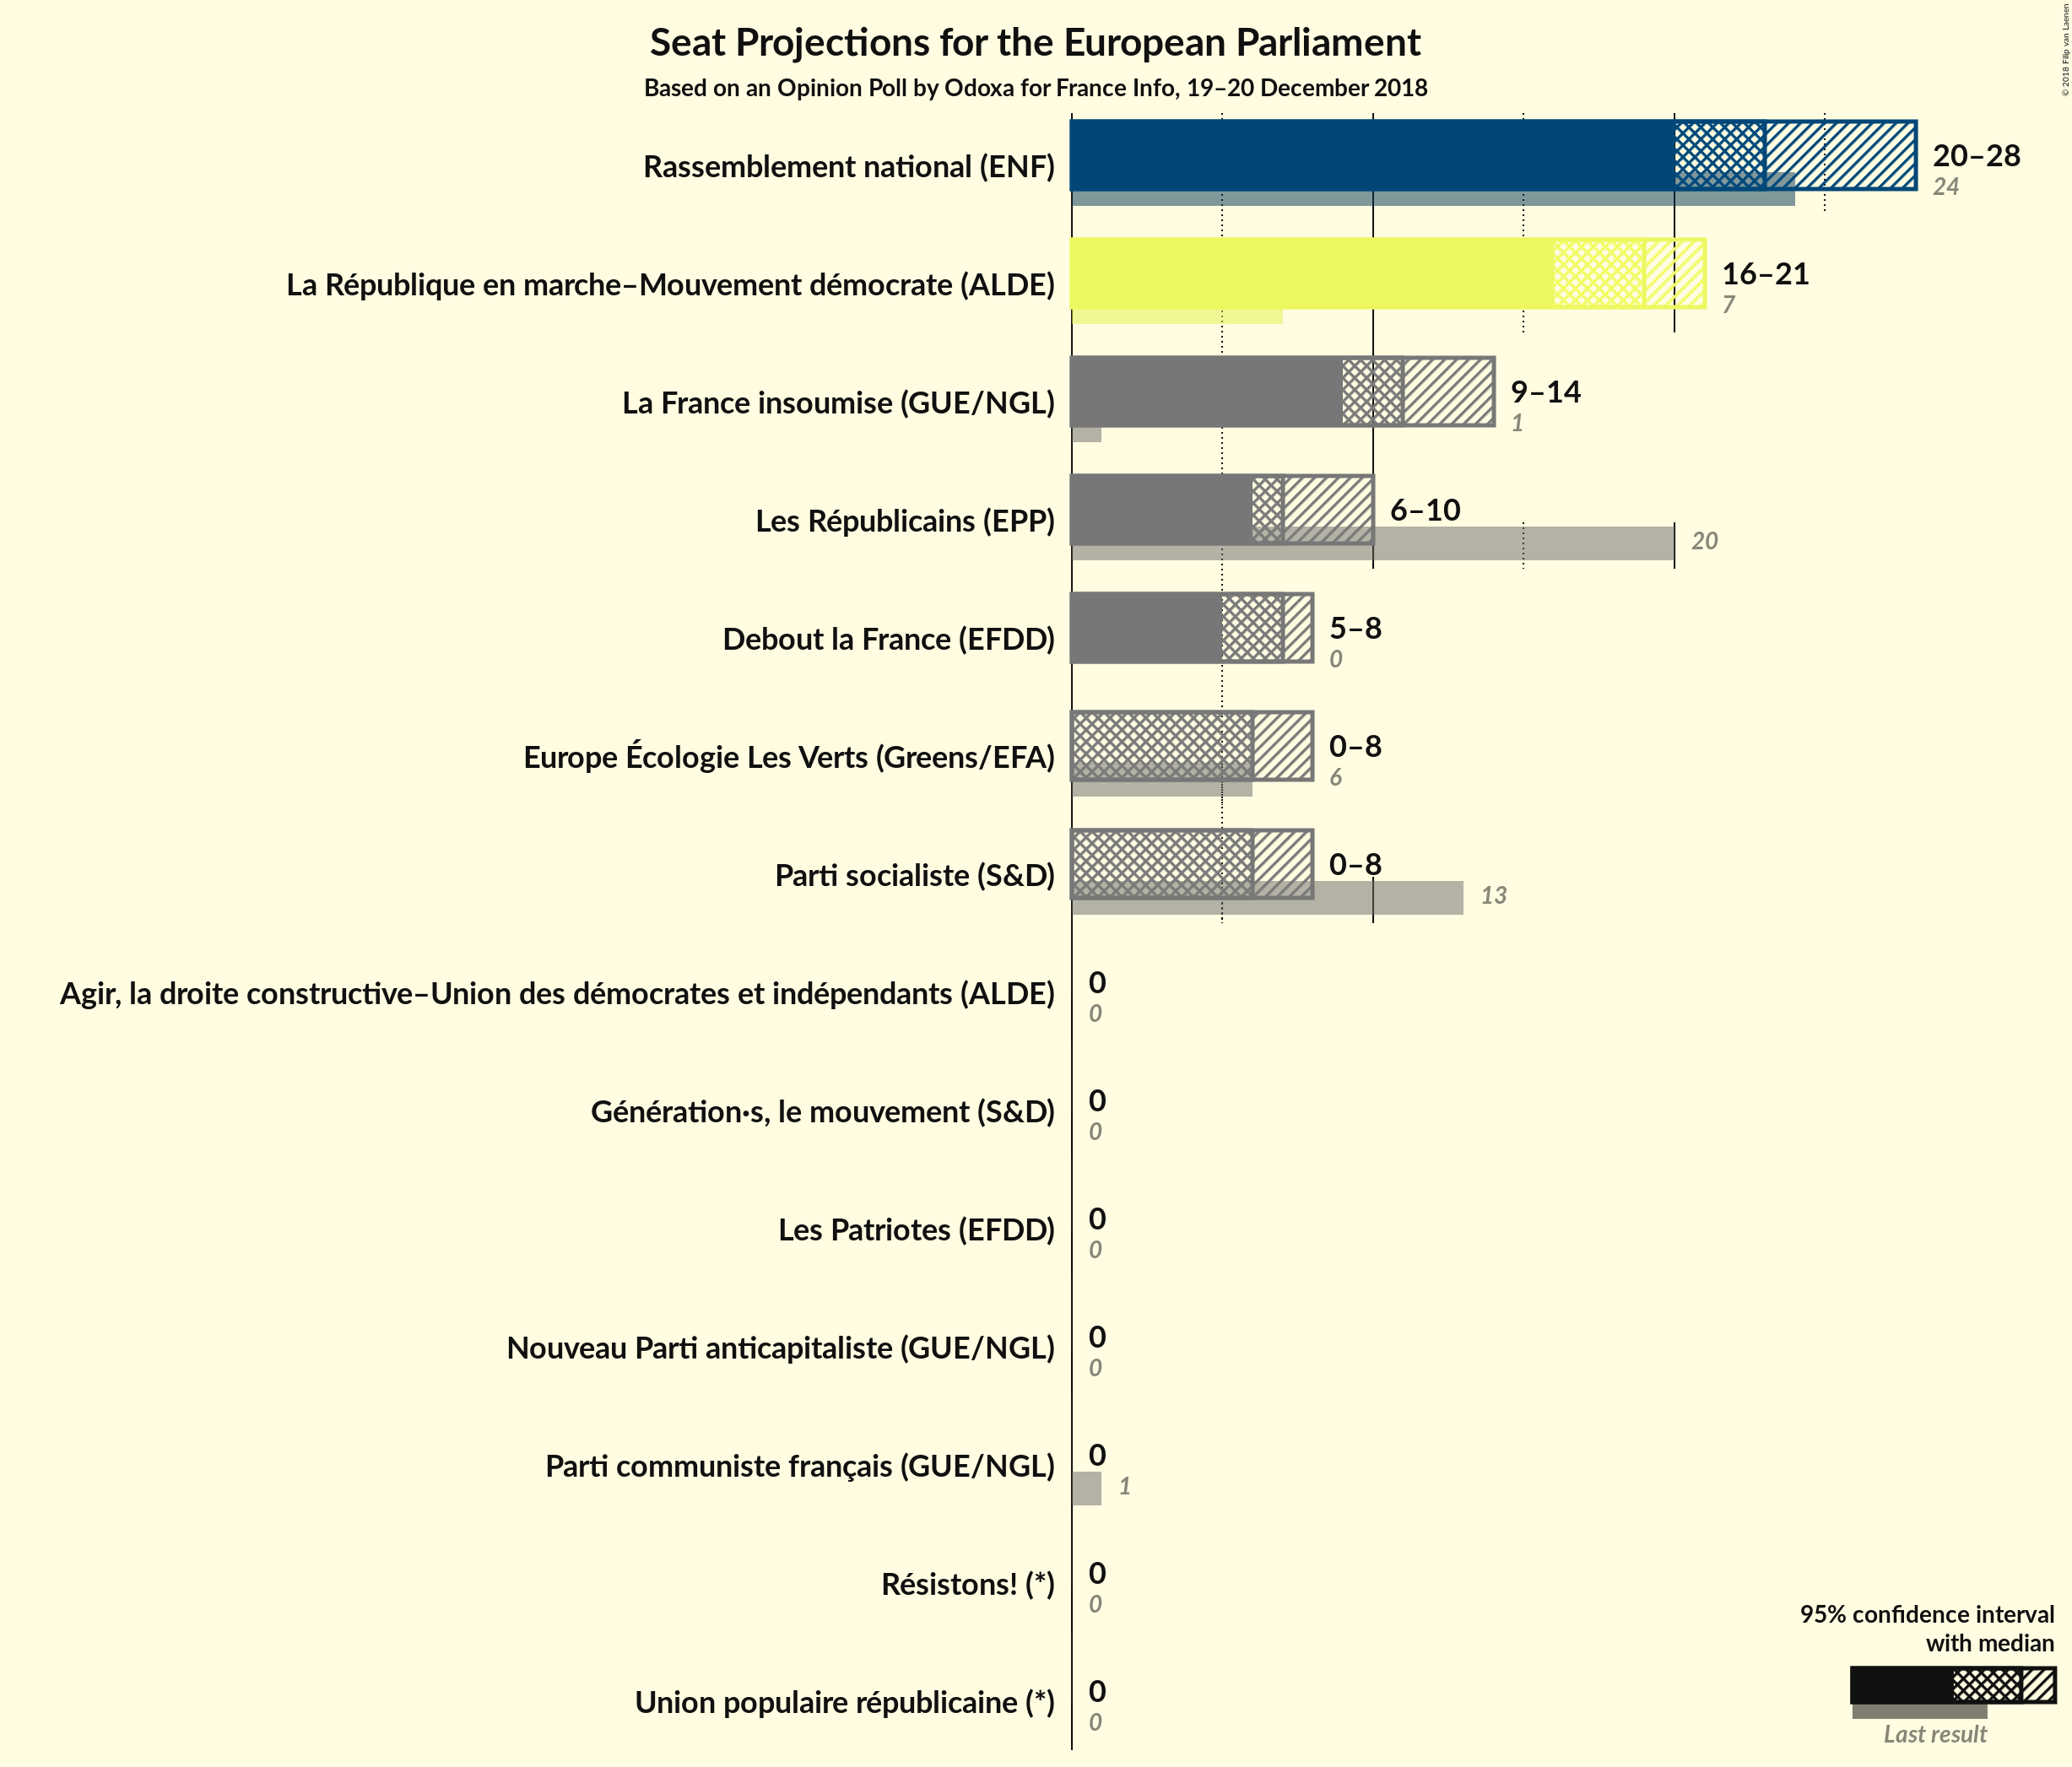 Seat Projections for the European Parliament
Based on an Opinion Poll by Odoxa for France Info, 19–20 December 2018
© 2018 Filip van Laenen
Rassemblement national (ENF)
20–28
24
La République en marche–Mouvement démocrate (ALDE)
16–21
7
La France insoumise (GUE/NGL)
9–14
1
Les Républicains (EPP)
6–10
20
Debout la France (EFDD)
5–8
0
Europe Écologie Les Verts (Greens/EFA)
0–8
6
Parti socialiste (S&D)
0–8
13
Agir, la droite constructive–Union des démocrates et indépendants (ALDE)
0
0
Génération·s, le mouvement (S&D)
0
0
Les Patriotes (EFDD)
0
0
Nouveau Parti anticapitaliste (GUE/NGL)
0
0
Parti communiste français (GUE/NGL)
0
1
Résistons! (*)
0
0
Union populaire républicaine (*)
0
0
95% confidence interval
with median
Last result